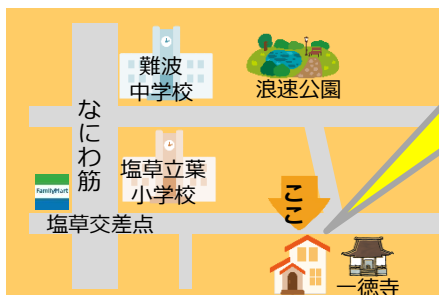 難波
中学校
浪速公園
なにわ筋
塩草立葉
小学校
FamilyMart
ここ
塩草交差点
一徳寺